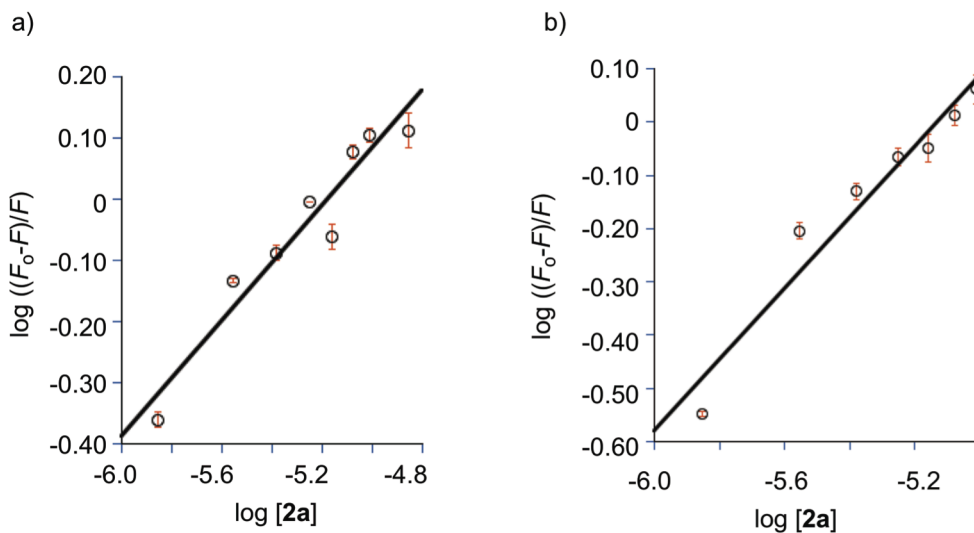 a)
0.20
0.10
0
-0.10
-0.20
-0.30
-0.40
-6.0 -5.6 -5.2 -4.8
log [2a]
log ((Fo-F)/F)
b)
0.10
0
-0.10
-0.20
-0.30
-0.40
-0.50
-0.60
-6.0 -5.6 -5.2
log [2a]
log ((Fo-F)/F)